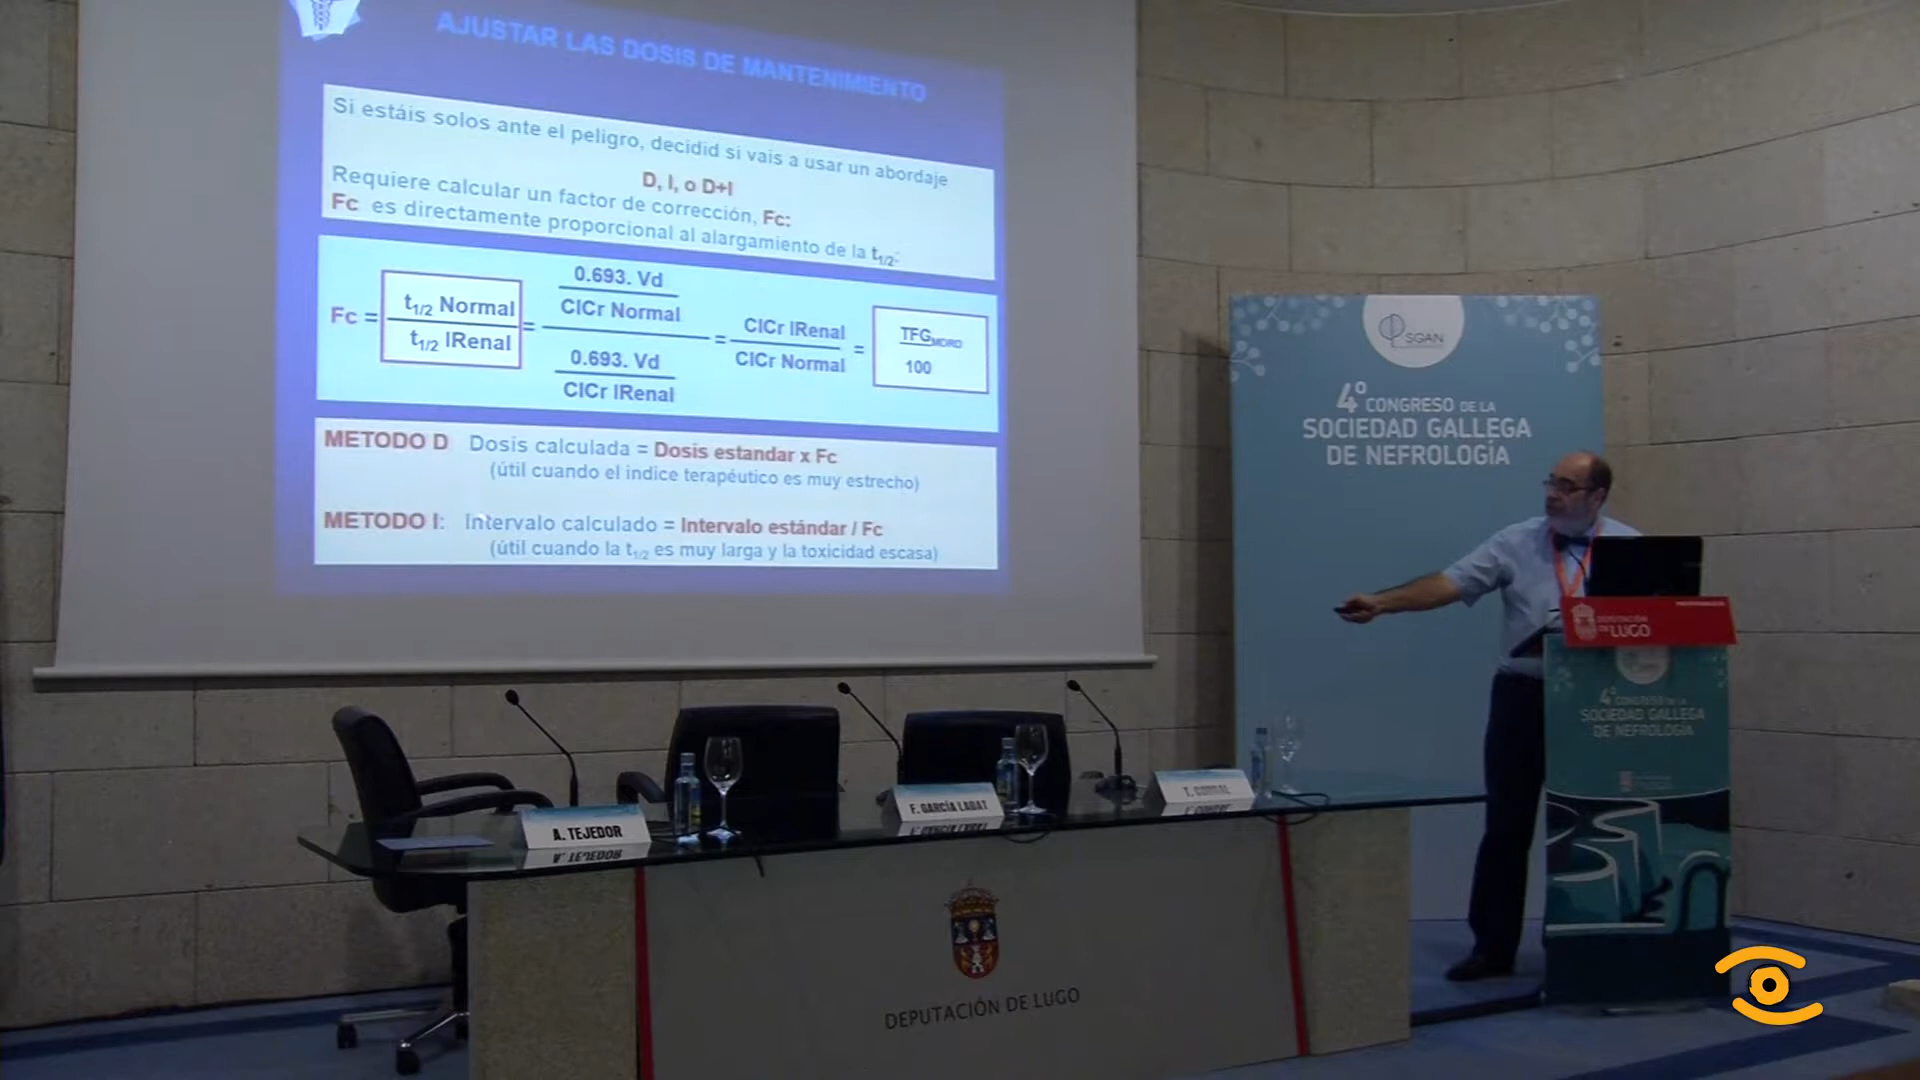 AJUSTAR LAS DOSIS DE MANTENIMIENTO
Si estáis solos ante el peligro, decidid si vais a usar un abordaje
D, I, o D+I
Requiere calcular un factor de corrección, Fc:
Fc es directamente proporcional al alargamiento de la t1/2:
Fc = t1/2 Normal / t1/2 IRenal = 0.693. Vd / ClCr Normal / 0.693. Vd / ClCr IRenal = ClCr IRenal / ClCr Normal = TFGMDRD / 100
METODO D Dosis calculada = Dosis estandar x Fc
(útil cuando el indice terapéutico es muy estrecho)
METODO I: Intervalo calculado = Intervalo estándar / Fc
(útil cuando la t1/2 es muy larga y la toxicidad escasa)
SGAN
4º CONGRESO DE LA
SOCIEDAD GALLEGA
DE NEFROLOGÍA
DEPUTACIÓN
DE LUGO
4º CONGRESO DE LA
SOCIEDAD GALLEGA
DE NEFROLOGÍA
A. TEJEDOR
F. GARCÍA LABAT
DEPUTACIÓN DE LUGO